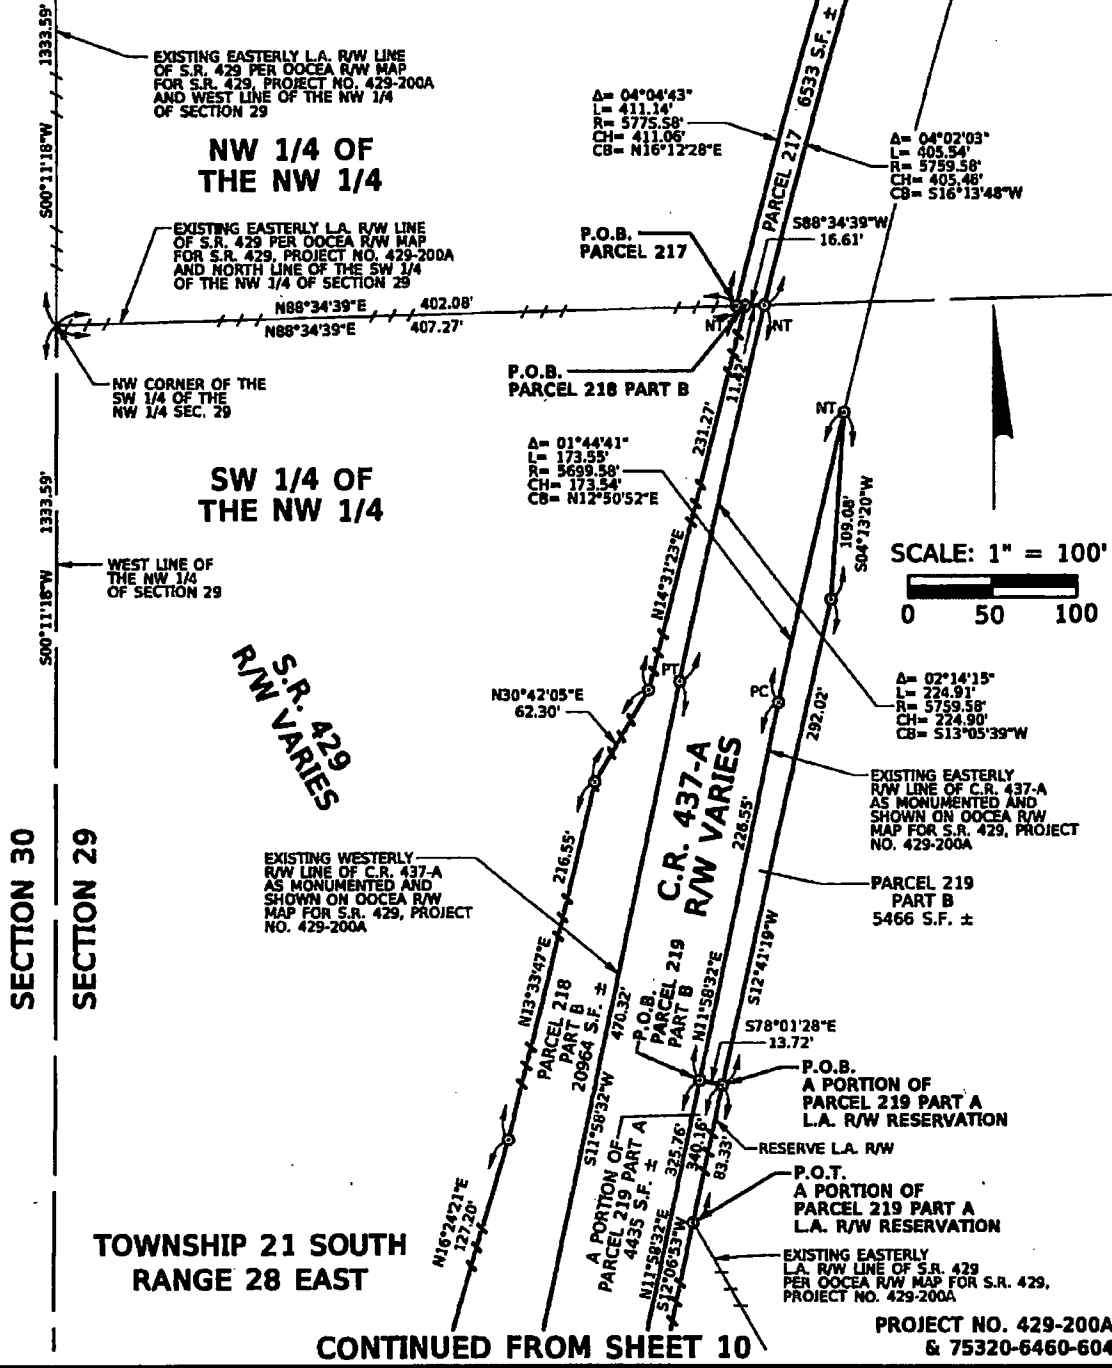 1333.59'
EXISTING EASTERLY L.A. R/W LINE
OF S.R. 429 PER OOCEA R/W MAP
FOR S.R. 429, PROJECT NO. 429-200A
AND WEST LINE OF THE NW 1/4
OF SECTION 29
S00°11'18"W
NW 1/4 OF
THE NW 1/4
EXISTING EASTERLY L.A. R/W LINE
OF S.R. 429 PER OOCEA R/W MAP
FOR S.R. 429, PROJECT NO. 429-200A
AND NORTH LINE OF THE SW 1/4
OF THE NW 1/4 OF SECTION 29
N88°34'39"E 402.08'
N88°34'39"E 407.27'
Δ= 04°04'43"
L= 411.14'
R= 5775.58'
CH= 411.06'
CB= N16°12'28"E
PARCEL 217 6533 S.F. ±
Δ= 04°02'03"
L= 405.54'
R= 5759.58'
CH= 405.46'
CB= S16°13'48"W
S88°34'39"W
16.61'
P.O.B.
PARCEL 217
NT
NT
P.O.B.
PARCEL 218 PART B
NW CORNER OF THE
SW 1/4 OF THE
NW 1/4 SEC. 29
231.27'
NT
SW 1/4 OF
THE NW 1/4
Δ= 01°44'41"
L= 173.55'
R= 5699.58'
CH= 173.54'
CB= N12°50'52"E
1333.59'
WEST LINE OF
THE NW 1/4
OF SECTION 29
S00°11'18"W
N14°31'23"E
109.08'
S04°13'20"W
SCALE: 1" = 100'
0 50 100
S.R. 429
R/W VARIES
N30°42'05"E
62.30'
PT
PC
292.02'
Δ= 02°14'15"
L= 224.91'
R= 5759.58'
CH= 224.90'
CB= S13°05'39"W
C.R. 437-A
R/W VARIES
226.55'
EXISTING EASTERLY
R/W LINE OF C.R. 437-A
AS MONUMENTED AND
SHOWN ON OOCEA R/W
MAP FOR S.R. 429, PROJECT
NO. 429-200A
PARCEL 219
PART B
5466 S.F. ±
SECTION 30
SECTION 29
EXISTING WESTERLY
R/W LINE OF C.R. 437-A
AS MONUMENTED AND
SHOWN ON OOCEA R/W
MAP FOR S.R. 429, PROJECT
NO. 429-200A
216.55'
N13°33'47"E
PARCEL 218
PART B
20964 S.F. ±
470.32'
S11°58'32"W
P.O.B.
PARCEL 219
PART B
N11°58'32"E
S12°41'19"W
S78°01'28"E
13.72'
P.O.B.
A PORTION OF
PARCEL 219 PART A
L.A. R/W RESERVATION
RESERVE L.A. R/W
A PORTION OF
PARCEL 219 PART A
4435 S.F. ±
325.76'
340.16'
83.33'
N11°58'32"E
S12°06'53"W
P.O.T.
A PORTION OF
PARCEL 219 PART A
L.A. R/W RESERVATION
EXISTING EASTERLY
L.A. R/W LINE OF S.R. 429
PER OOCEA R/W MAP FOR S.R. 429,
PROJECT NO. 429-200A
N16°24'21"E
127.20'
TOWNSHIP 21 SOUTH
RANGE 28 EAST
CONTINUED FROM SHEET 10
PROJECT NO. 429-200A
& 75320-6460-604